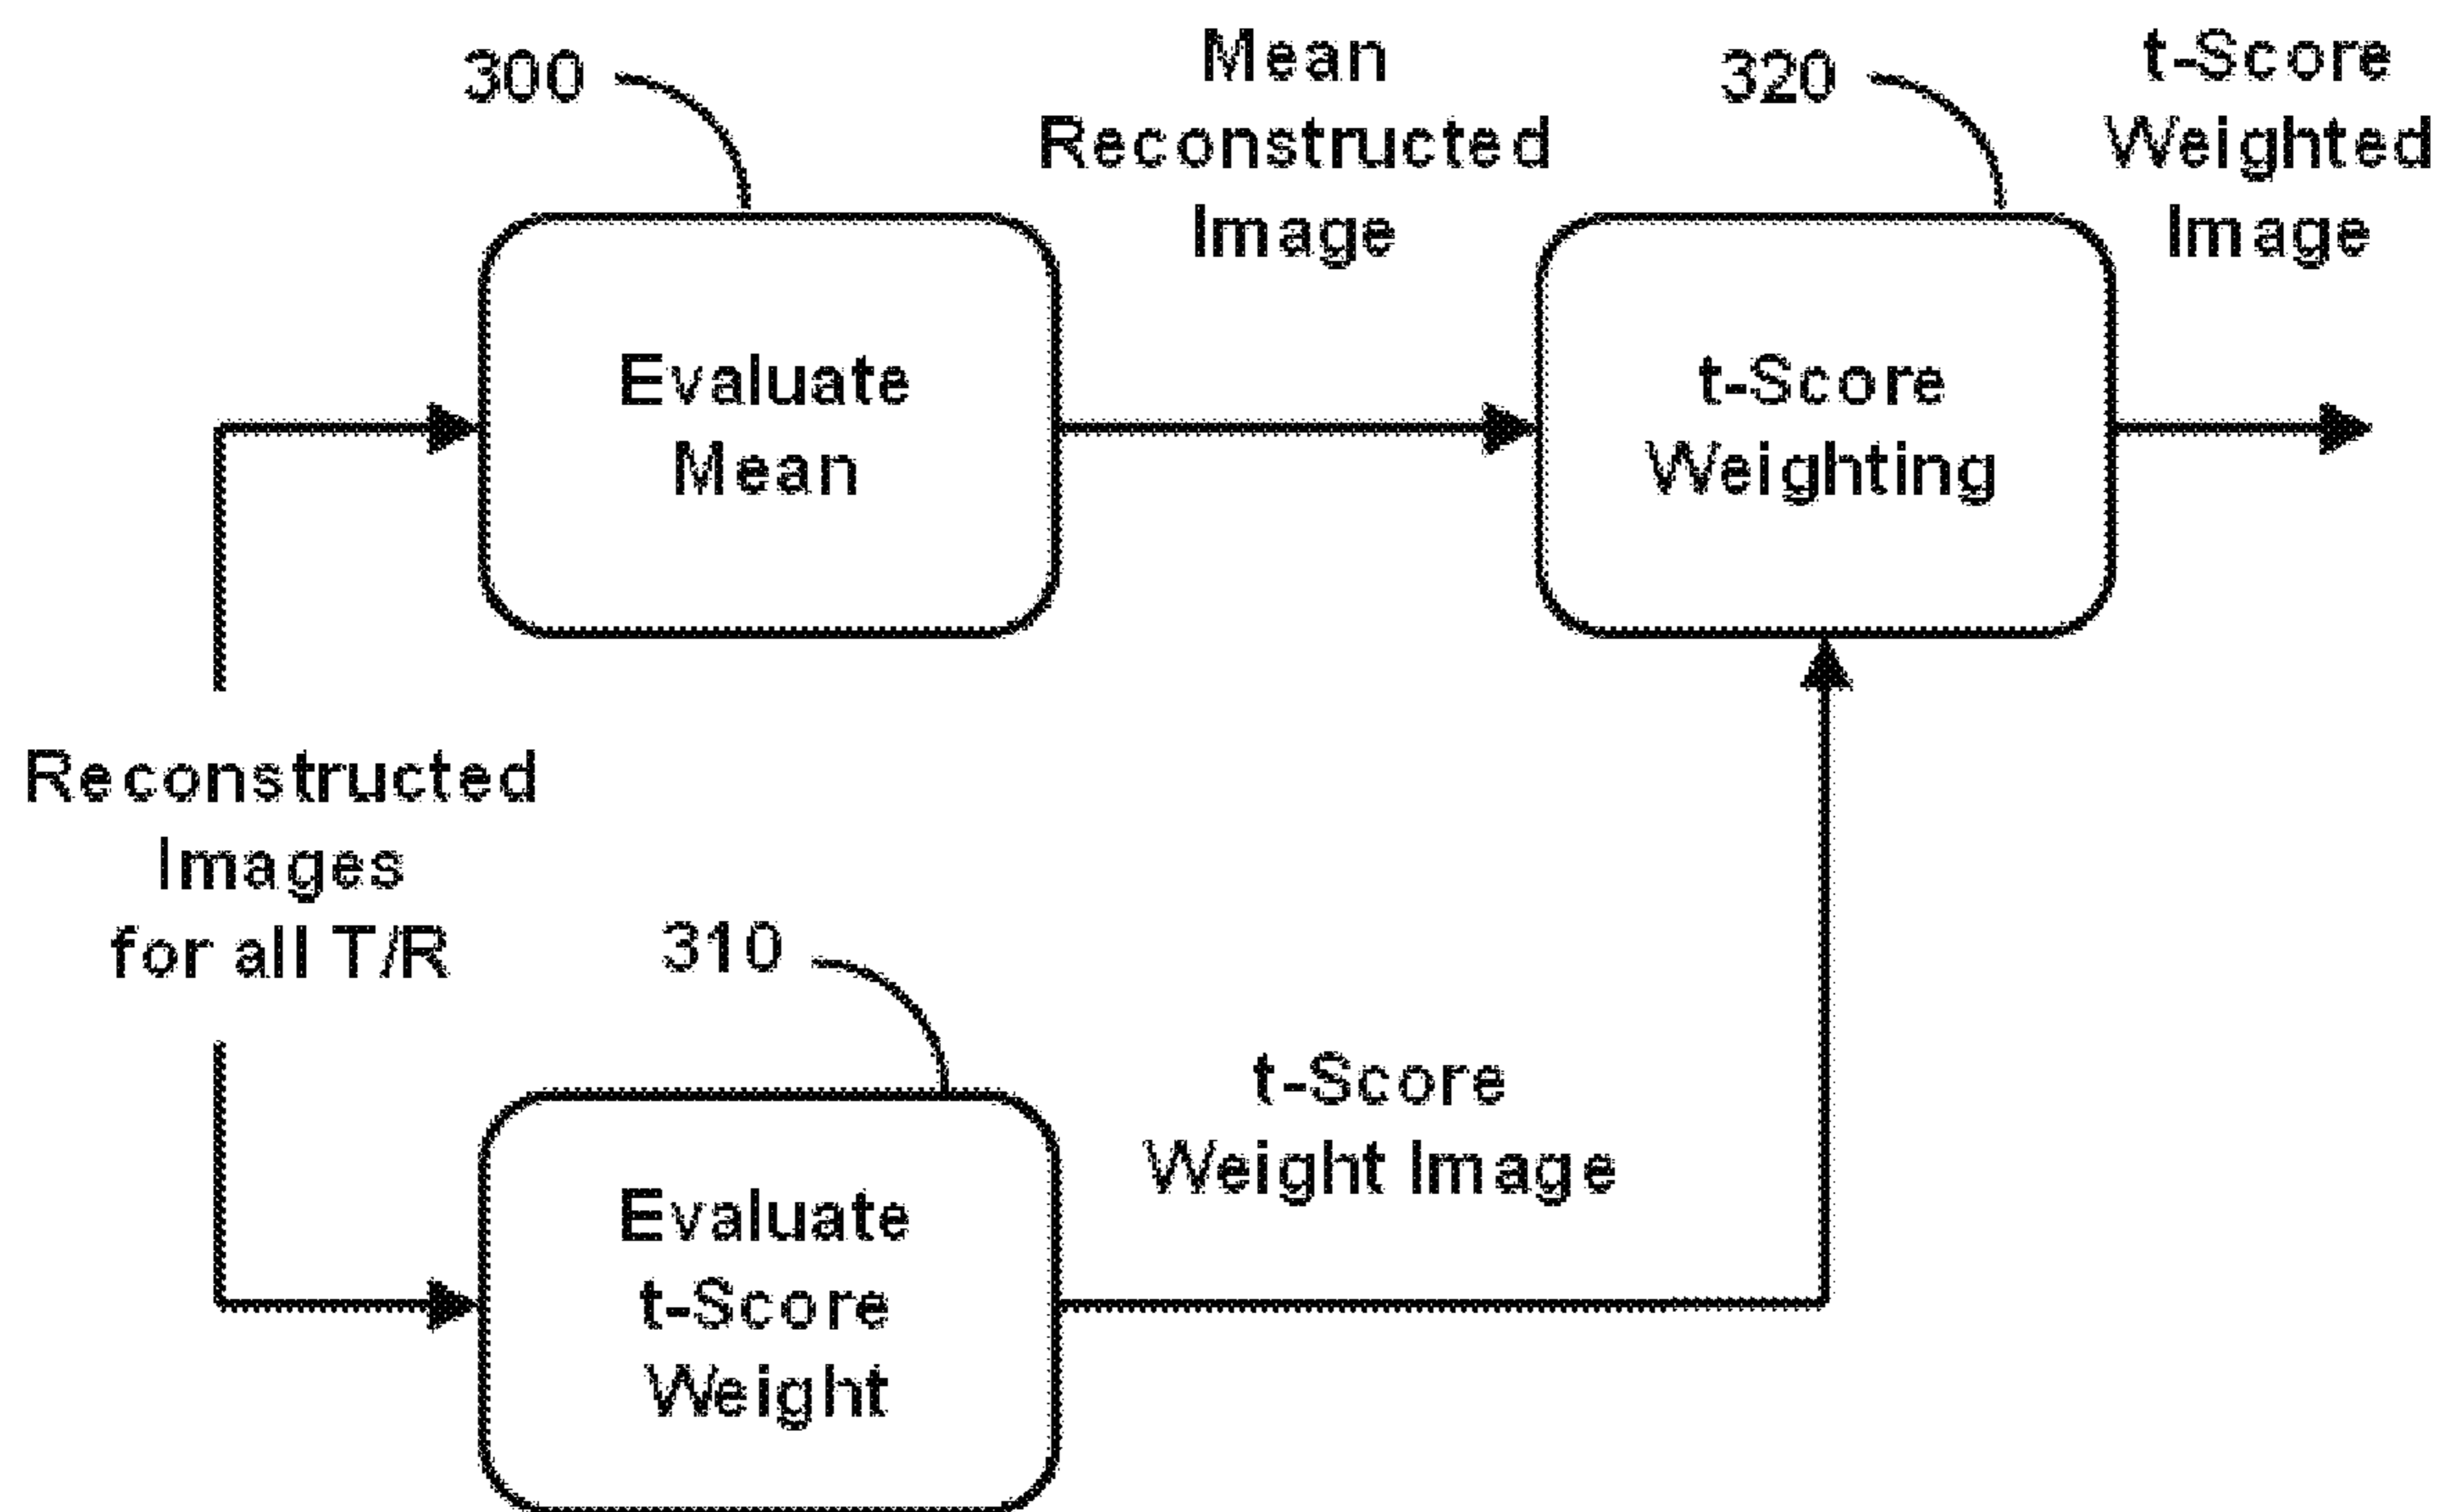 300
Mean
Reconstructed
Image
320
t-Score
Weighted
Image
Evaluate
Mean
t-Score
Weighting
Reconstructed
Images
for all T/R
310
t-Score
Weight Image
Evaluate
t-Score
Weight